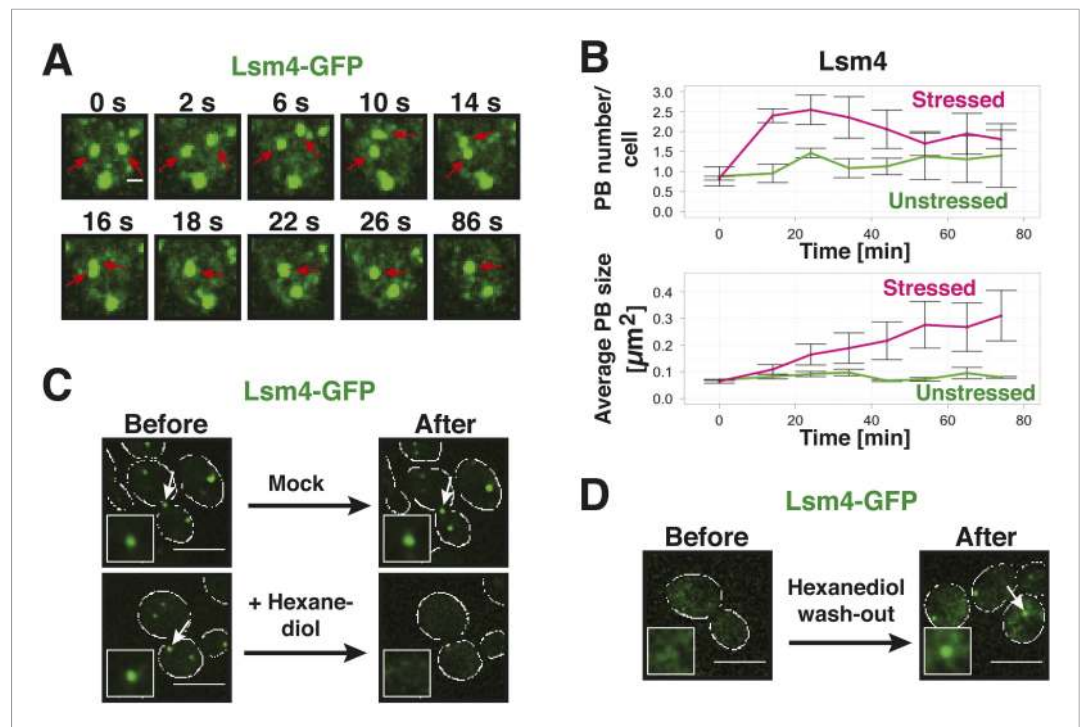 A
Lsm4-GFP
0 s 2 s 6 s 10 s 14 s
16 s 18 s 22 s 26 s 86 s
B
Lsm4
PB number/
cell
3.0
2.5
2.0
1.5
1.0
0.5
0.0
Stressed
Unstressed
0 20 40 60 80
Time [min]
Average PB size
[µm²]
0.4
0.3
0.2
0.1
0.0
Stressed
Unstressed
0 20 40 60 80
Time [min]
C
Lsm4-GFP
Before After
Mock
+ Hexane-
diol
D
Lsm4-GFP
Before After
Hexanediol
wash-out